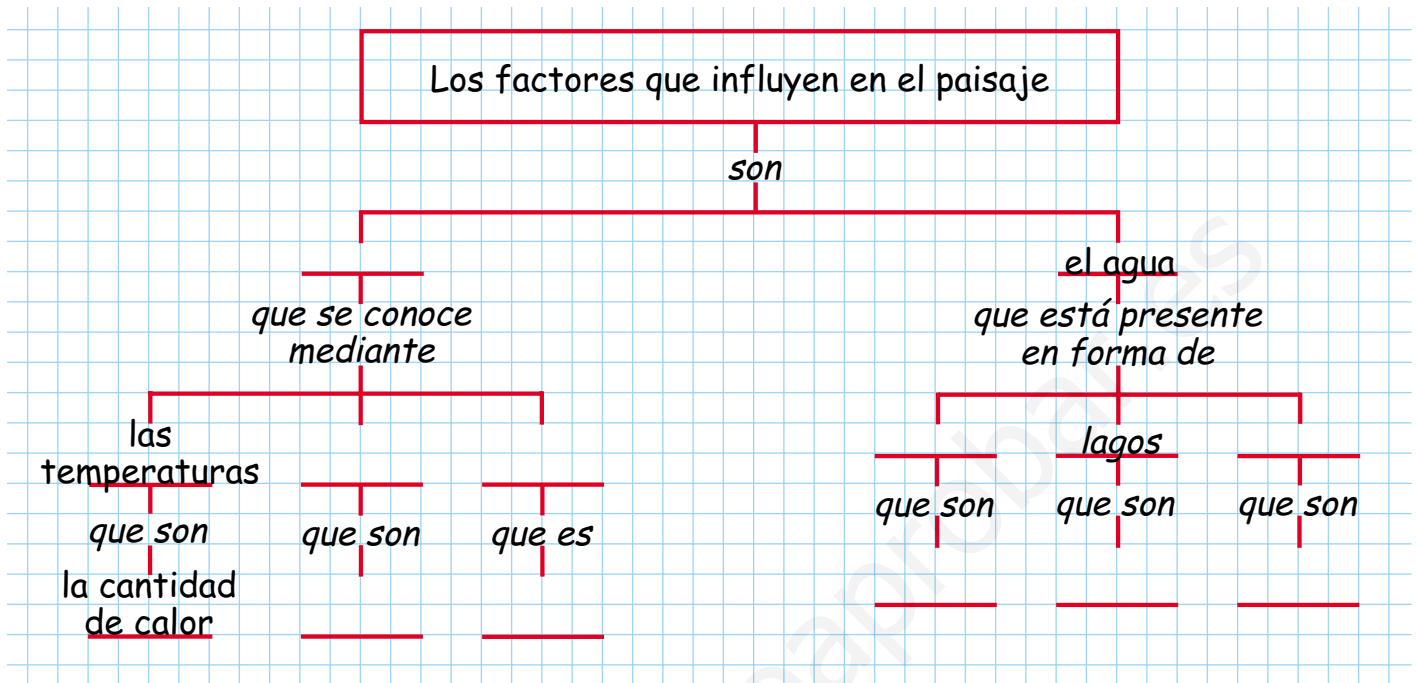 Los factores que influyen en el paisaje
son
el agua
que se conoce
mediante
que está presente
en forma de
las
temperaturas
lagos
que son
que son
que es
que son
que son
que son
la cantidad
de calor